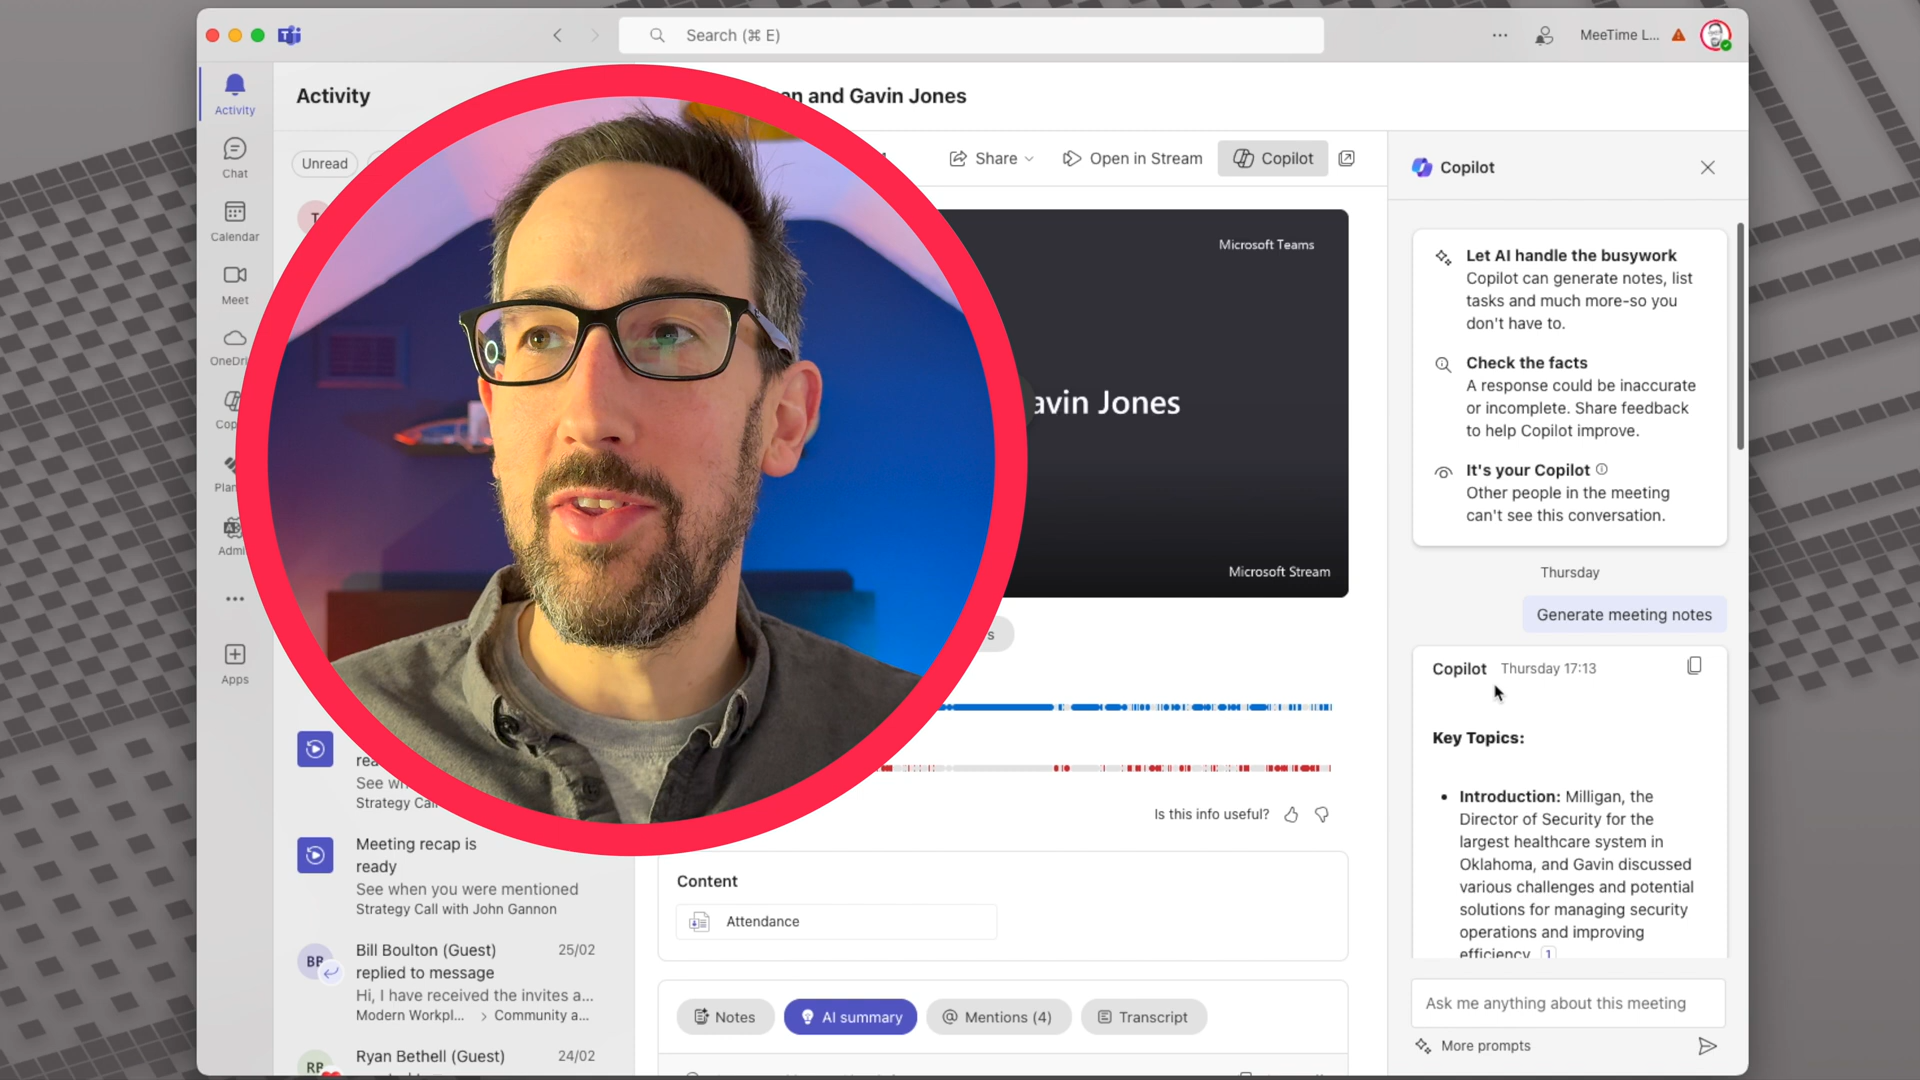 Search (⌘ E)
MeeTime L...
Activity
Chat
Calendar
Meet
Apps
Activity
Unread
and Gavin Jones
Share
Open in Stream
Copilot
Microsoft Teams
Gavin Jones
Microsoft Stream
Is this info useful?
See
Strategy Call
Meeting recap is
ready
See when you were mentioned
Strategy Call with John Gannon
BB
Bill Boulton (Guest)
25/02
replied to message
Hi, I have received the invites a...
Modern Workpl... > Community a...
RB
Ryan Bethell (Guest)
24/02
Content
Attendance
Notes
AI summary
Mentions (4)
Transcript
Copilot
Let AI handle the busywork
Copilot can generate notes, list
tasks and much more-so you
don't have to.
Check the facts
A response could be inaccurate
or incomplete. Share feedback
to help Copilot improve.
It's your Copilot
Other people in the meeting
can't see this conversation.
Thursday
Generate meeting notes
Copilot Thursday 17:13
Key Topics:
• Introduction: Milligan, the
Director of Security for the
largest healthcare system in
Oklahoma, and Gavin discussed
various challenges and potential
solutions for managing security
operations and improving
efficiency. 1
Ask me anything about this meeting
More prompts